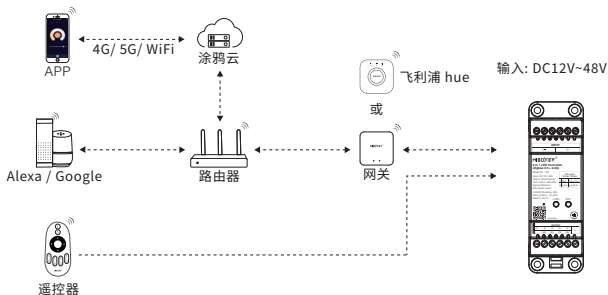 4G/ 5G/ WiFi
APP
涂鸦云
飞利浦 hue
输入: DC12V~48V
或
Alexa / Google
路由器
网关
遥控器